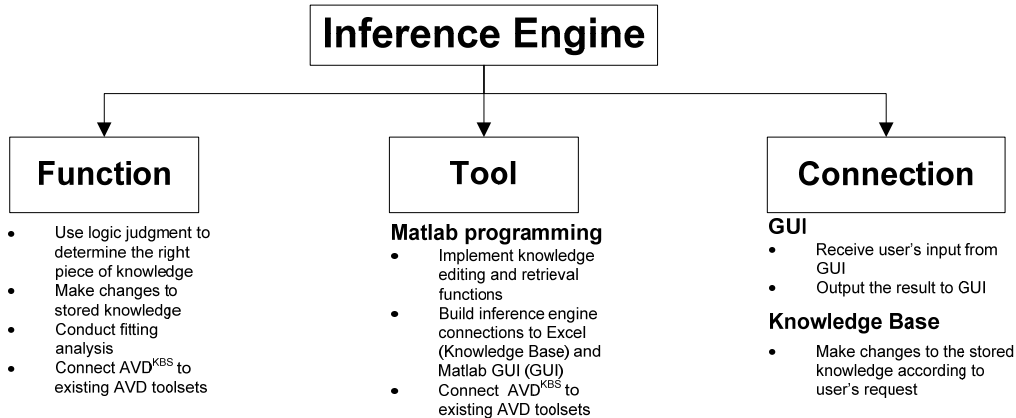 Inference Engine
Function
• Use logic judgment to
determine the right
piece of knowledge
• Make changes to
stored knowledge
• Conduct fitting
analysis
• Connect AVDKBS to
existing AVD toolsets
Tool
Matlab programming
• Implement knowledge
editing and retrieval
functions
• Build inference engine
connections to Excel
(Knowledge Base) and
Matlab GUI (GUI)
• Connect AVDKBS to
existing AVD toolsets
Connection
GUI
• Receive user's input from
GUI
• Output the result to GUI
Knowledge Base
• Make changes to the stored
knowledge according to
user's request